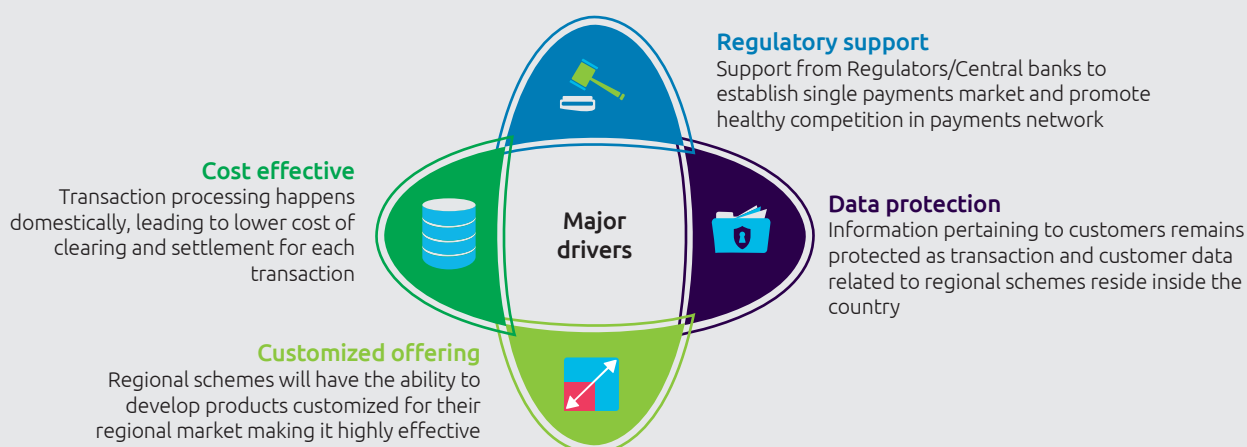 Regulatory support
Support from Regulators/Central banks to
establish single payments market and promote
healthy competition in payments network
Cost effective
Transaction processing happens
domestically, leading to lower cost of
clearing and settlement for each
transaction
Major
drivers
Data protection
Information pertaining to customers remains
protected as transaction and customer data
related to regional schemes reside inside the
country
Customized offering
Regional schemes will have the ability to
develop products customized for their
regional market making it highly effective